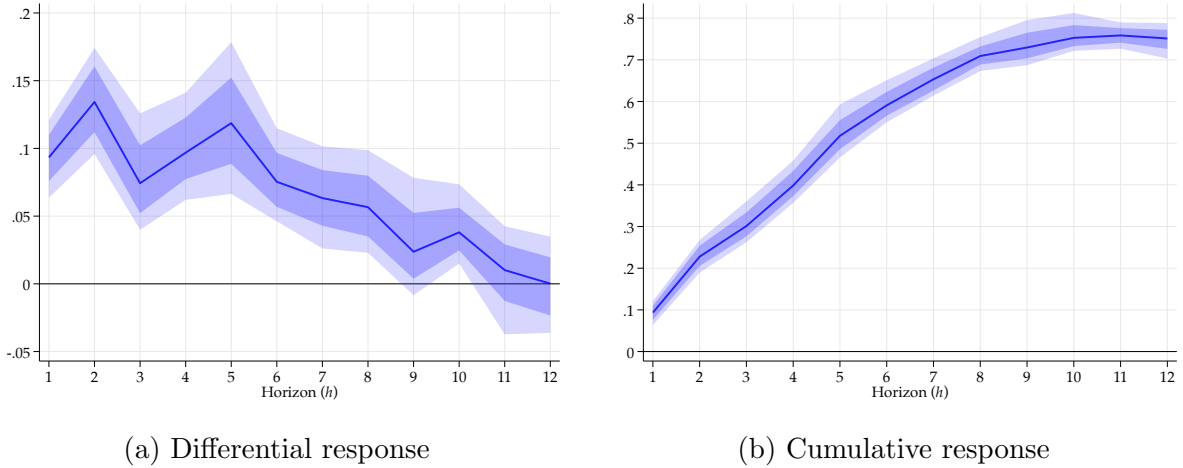 .2
.15
.1
.05
0
-.05
1 2 3 4 5 6 7 8 9 10 11 12
Horizon (h)
(a) Differential response
.8
.7
.6
.5
.4
.3
.2
.1
0
1 2 3 4 5 6 7 8 9 10 11 12
Horizon (h)
(b) Cumulative response